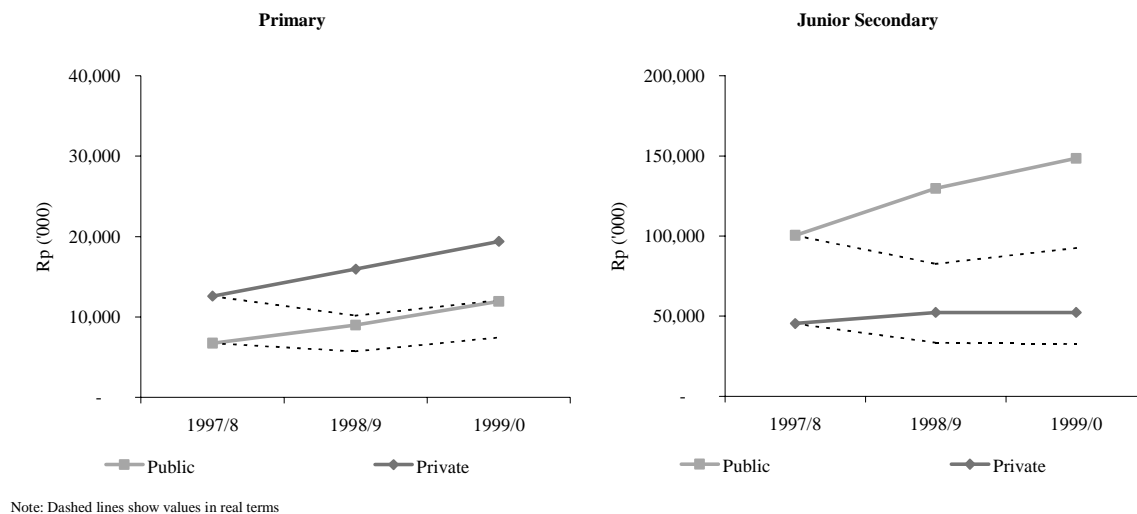 Primary
40,000
30,000
20,000
10,000
-
Rp ('000)
1997/8
1998/9
1999/0
Public
Private
Junior Secondary
200,000
150,000
100,000
50,000
-
Rp ('000)
1997/8
1998/9
1999/0
Public
Private
Note: Dashed lines show values in real terms